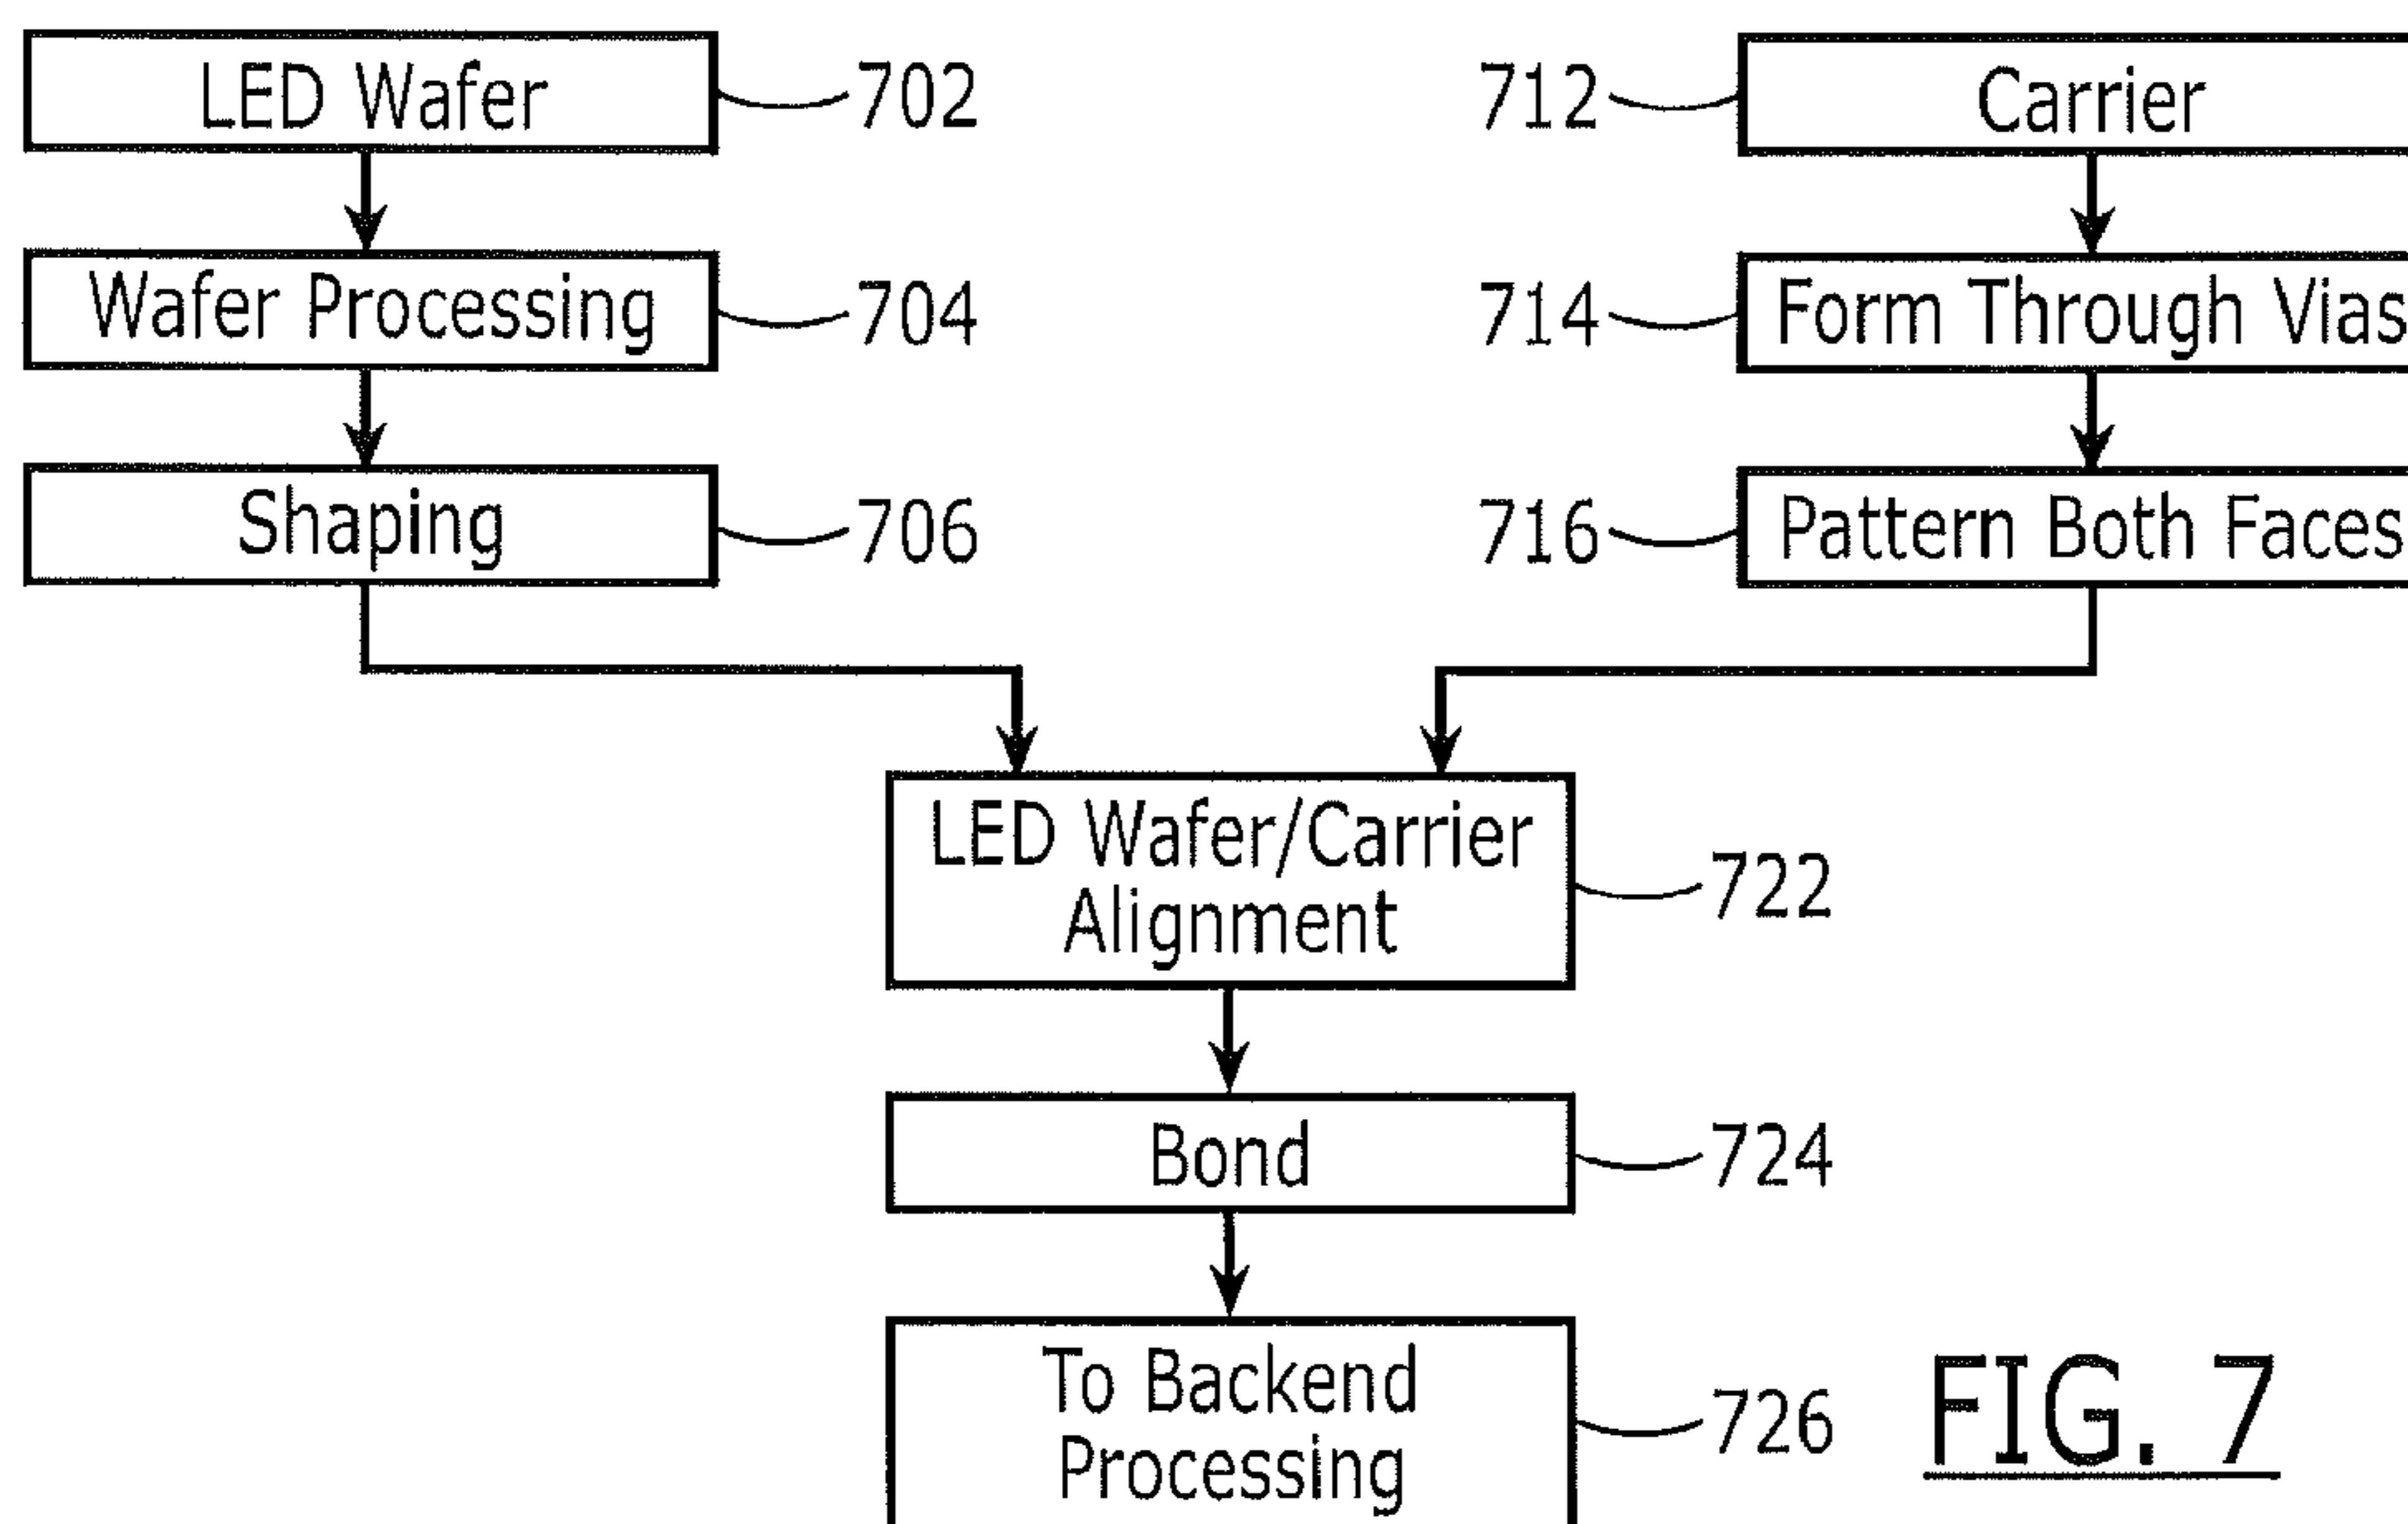 LED Wafer
702
712
Carrier
Wafer Processing
704
714
Form Through Vias
Shaping
706
716
Pattern Both Faces
LED Wafer/Carrier
Alignment
722
Bond
724
To Backend
Processing
726
FIG. 7